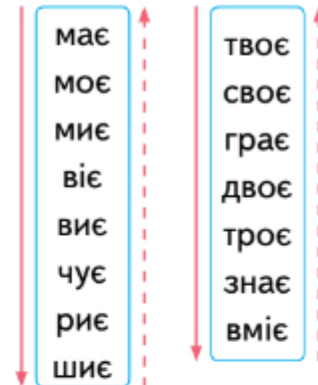 має
моє
миє
віє
виє
чує
риє
шиє
твоє
своє
грає
двоє
троє
знає
вміє